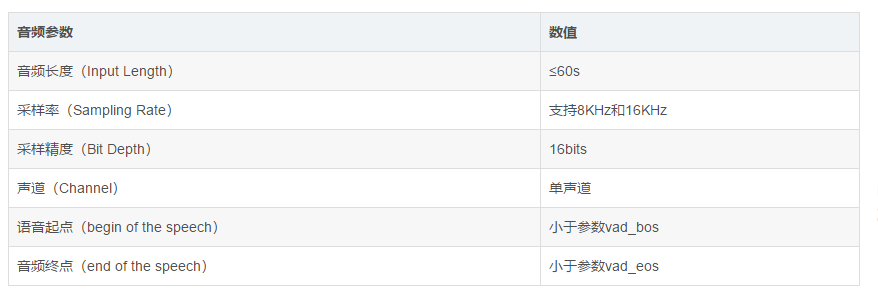 音频参数 数值
音频长度（Input Length） ≤60s
采样率（Sampling Rate） 支持8KHz和16KHz
采样精度（Bit Depth） 16bits
声道（Channel） 单声道
语音起点（begin of the speech） 小于参数vad_bos
音频终点（end of the speech） 小于参数vad_eos